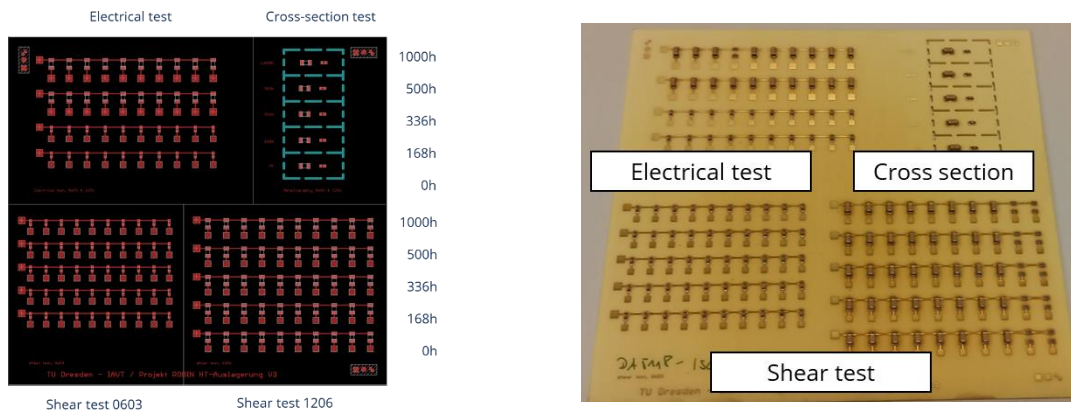 Electrical test
Cross-section test
1000h
500h
336h
168h
0h
1000h
500h
336h
168h
0h
TU Dresden - IAVT / Projekt ROBIN HT-Auslegerung V3
Shear test 0603
Shear test 1206
Electrical test
Cross section
Shear test
TU Dresden